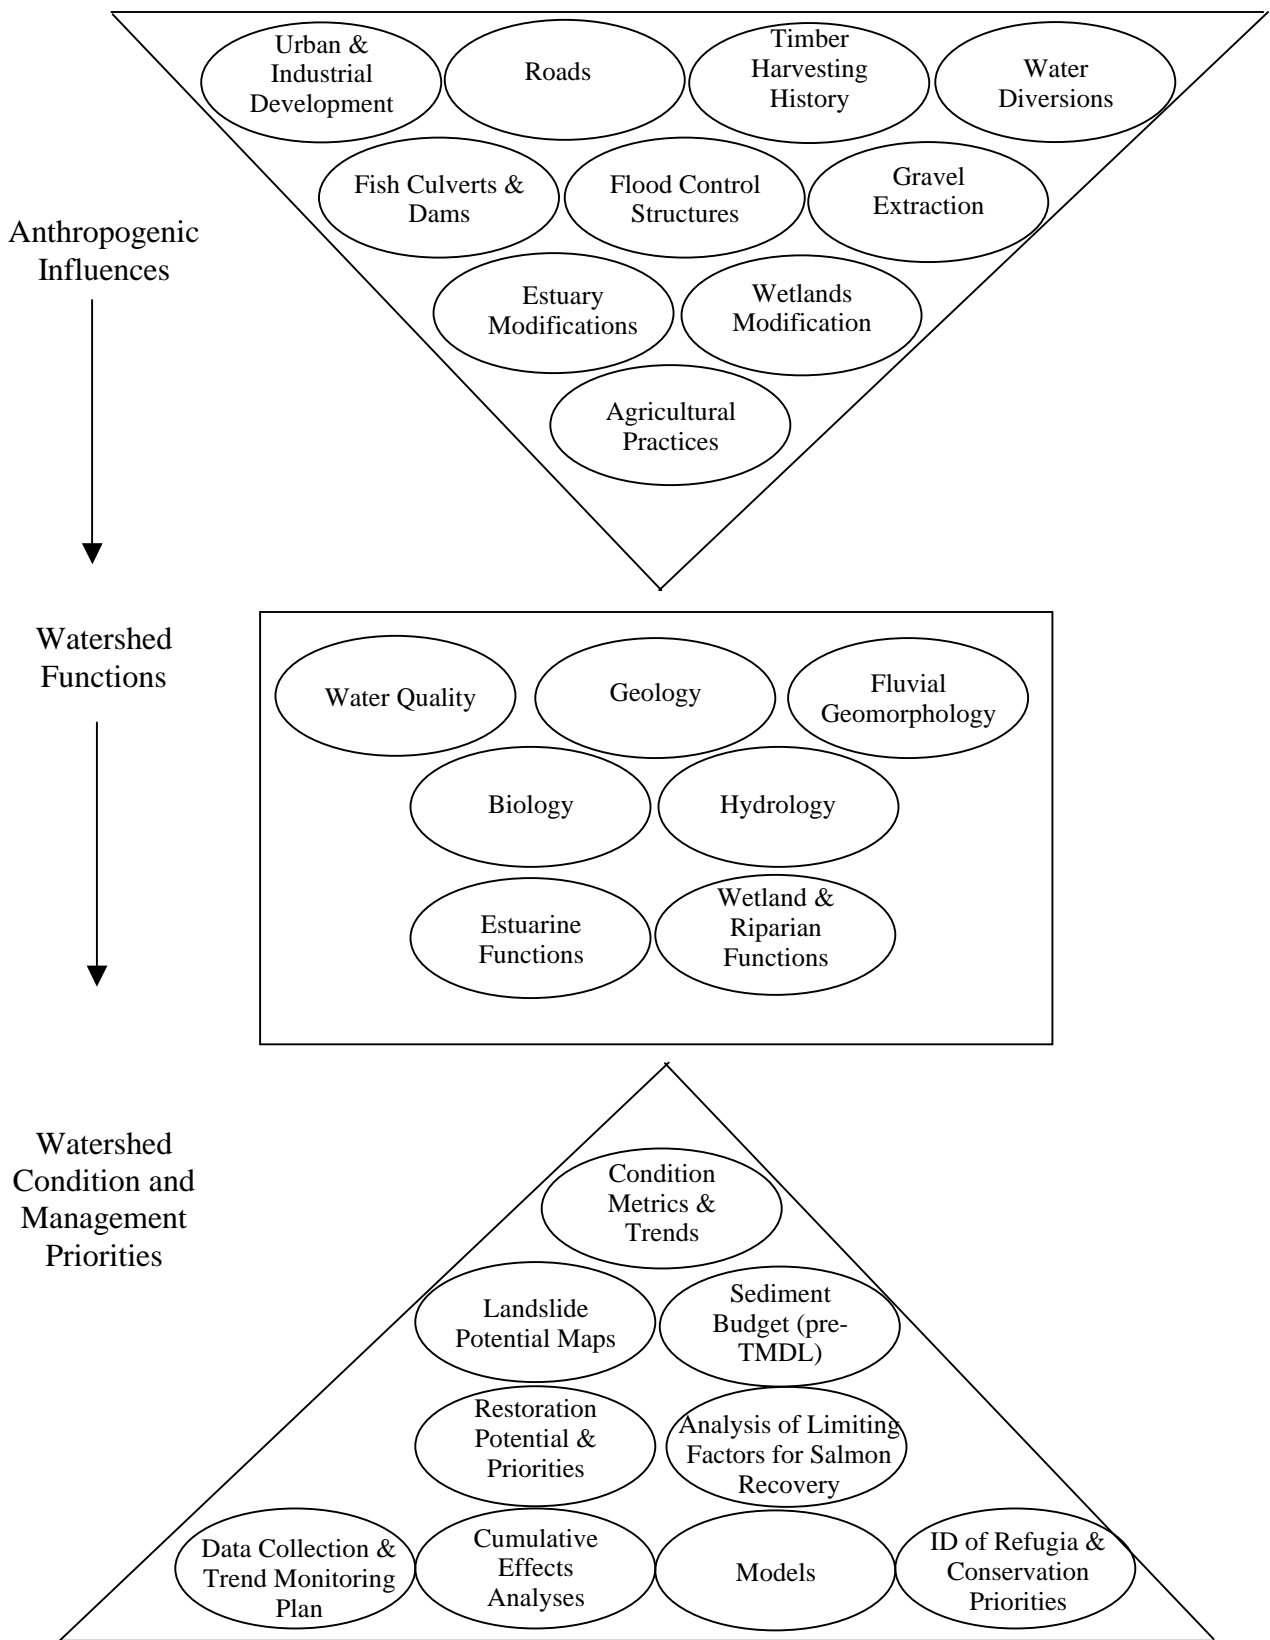 Urban &
Industrial
Development
Roads
Timber
Harvesting
History
Water
Diversions
Fish Culverts &
Dams
Flood Control
Structures
Gravel
Extraction
Anthropogenic
Influences
Estuary
Modifications
Wetlands
Modification
Agricultural
Practices
Watershed
Functions
Water Quality
Geology
Fluvial
Geomorphology
Biology
Hydrology
Estuarine
Functions
Wetland &
Riparian
Functions
Watershed
Condition and
Management
Priorities
Condition
Metrics &
Trends
Landslide
Potential Maps
Sediment
Budget (pre-
TMDL)
Restoration
Potential &
Priorities
Analysis of Limiting
Factors for Salmon
Recovery
Data Collection &
Trend Monitoring
Plan
Cumulative
Effects
Analyses
Models
ID of Refugia &
Conservation
Priorities